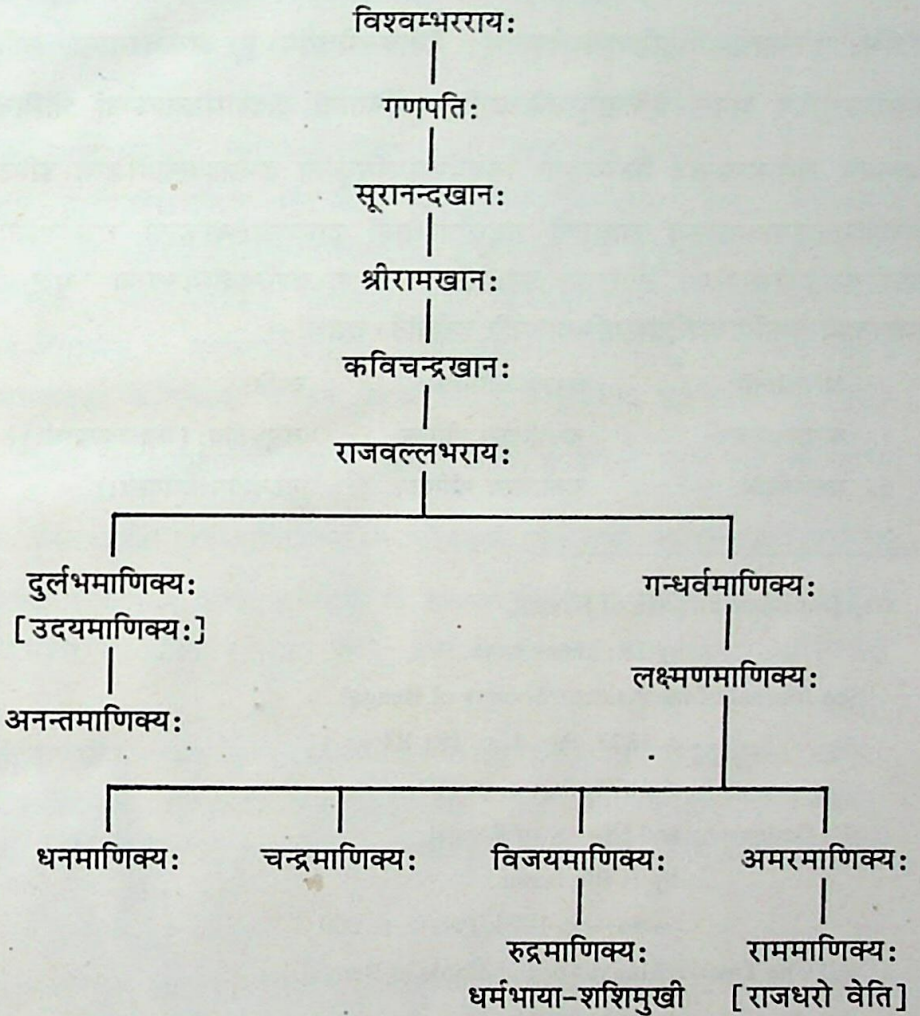 विश्वम्भररायः
गणपतिः
सूरानन्दखानः
श्रीरामखानः
कविचन्द्रखानः
राजवल्लभरायः
दुर्लभमाणिक्यः गन्धर्वमाणिक्यः
[उदयमाणिक्यः]
लक्ष्मणमाणिक्यः
अनन्तमाणिक्यः
धनमाणिक्यः चन्द्रमाणिक्यः विजयमाणिक्यः अमरमाणिक्यः
रुद्रमाणिक्यः राममाणिक्यः
धर्मभाया-शशिमुखी [राजधरो वेति]